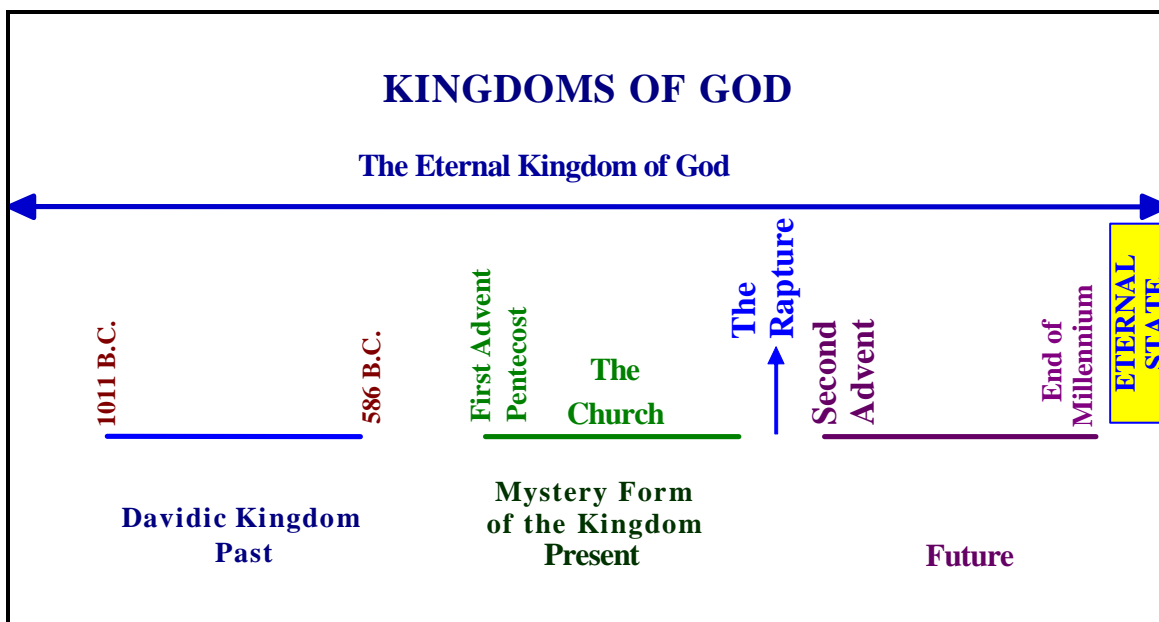 KINGDOMS OF GOD
The Eternal Kingdom of God
1011 B.C.
586 B.C.
First Advent
Pentecost
The
Church
The
Rapture
Second
Advent
End of
Millennium
ETERNAL
STATE
Davidic Kingdom
Past
Mystery Form
of the Kingdom
Present
Future